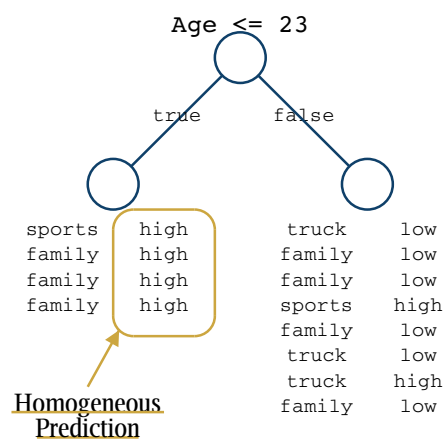 Age <= 23
true false
sports high
family high
family high
family high
truck low
family low
family low
sports high
family low
truck low
truck high
family low
Homogeneous
Prediction